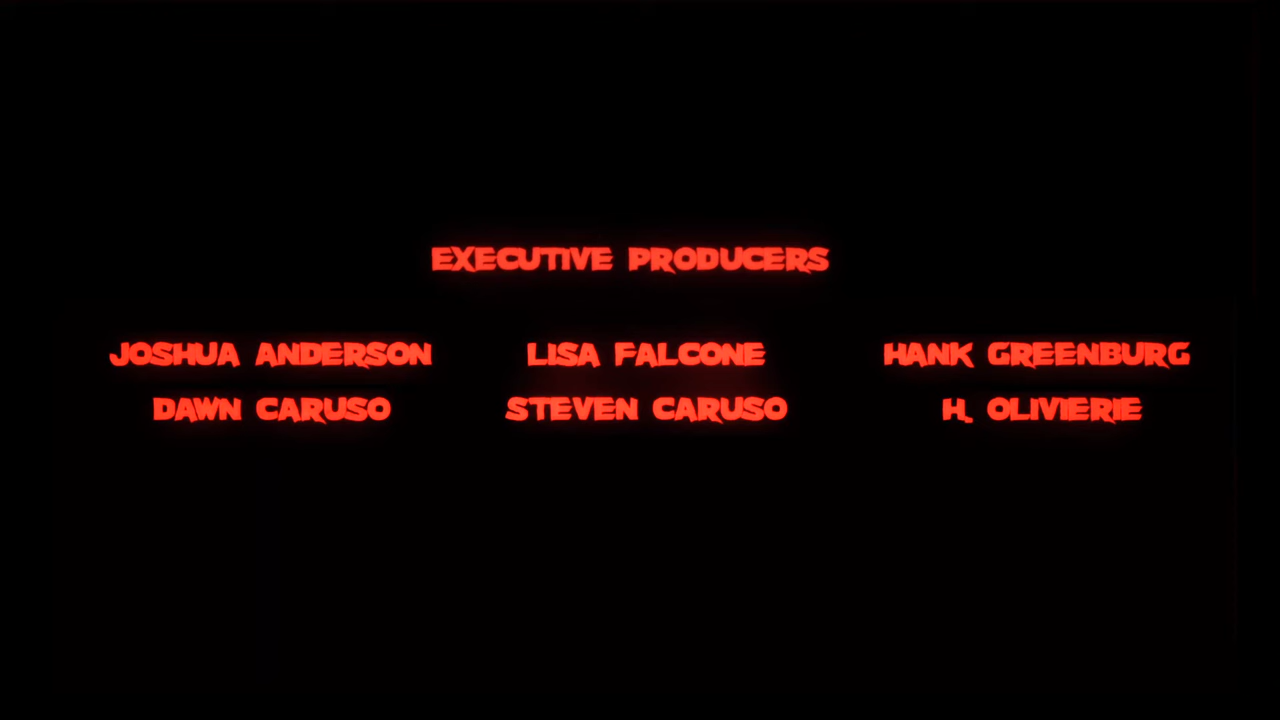 EXECUTIVE PRODUCERS
JOSHUA ANDERSON LISA FALCONE HANK GREENBURG
DAWN CARUSO STEVEN CARUSO H. OLIVIERIE